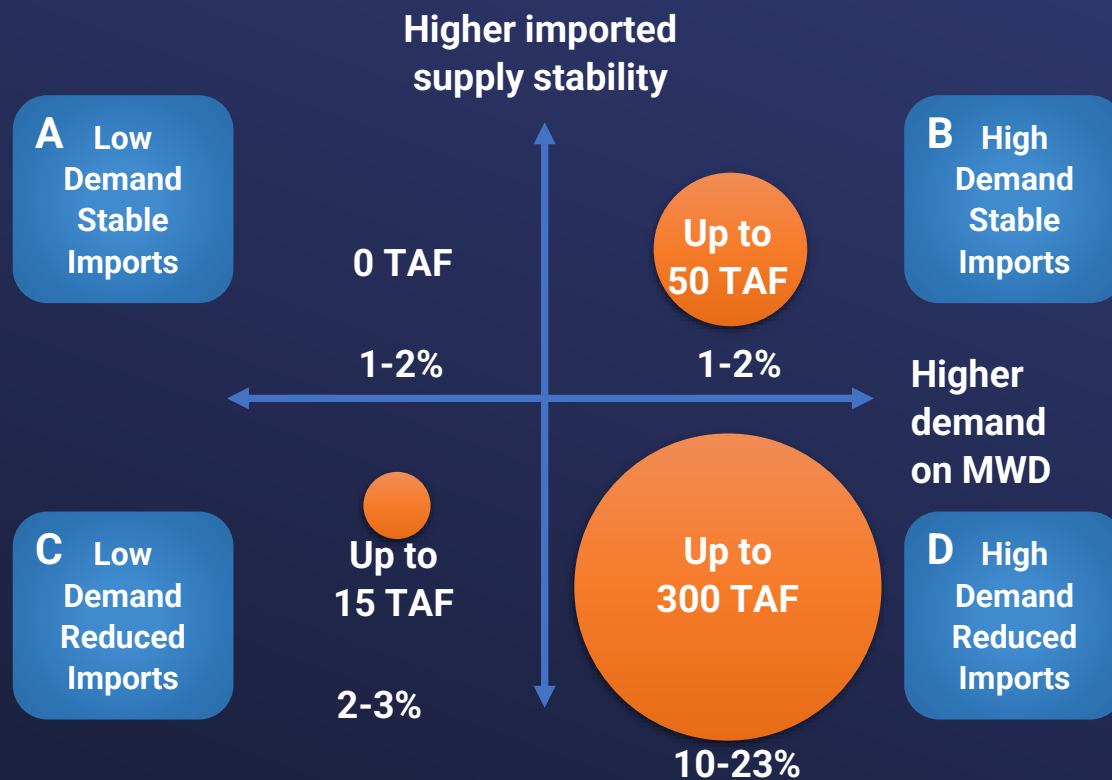 Higher imported
supply stability
A Low
Demand
Stable
Imports
B High
Demand
Stable
Imports
0 TAF
1-2%
Up to
50 TAF
1-2%
Higher
demand
on MWD
C Low
Demand
Reduced
Imports
Up to
15 TAF
2-3%
Up to
300 TAF
10-23%
D High
Demand
Reduced
Imports